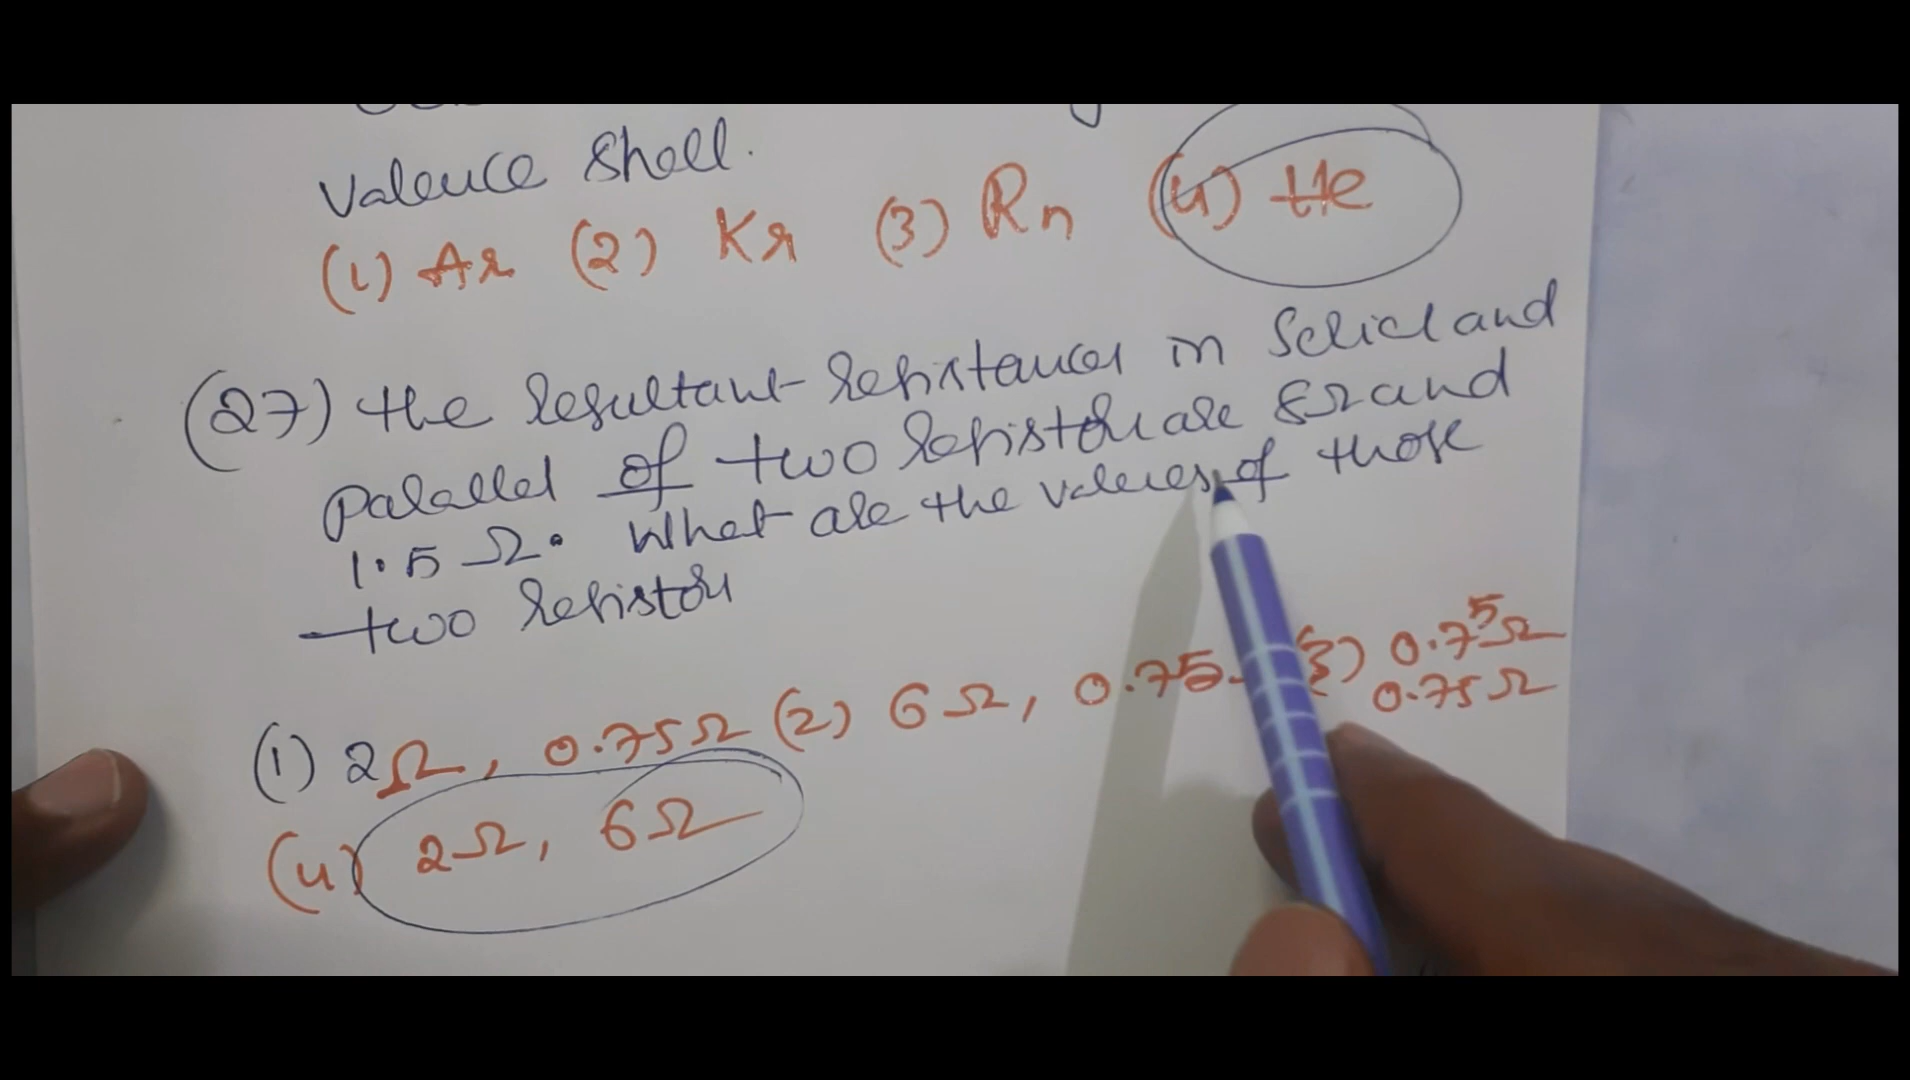 Valence Shell.
(1) Ar (2) Kr (3) Rn (4) He
(27) the resultant resistances in Series and
parallel of two resistors are 8Ω and
1.5 Ω. What are the values of those
two resistors
(1) 2Ω, 0.75Ω (2) 6Ω, 0.75 (3) 0.75Ω
0.75Ω
(4) 2Ω, 6Ω